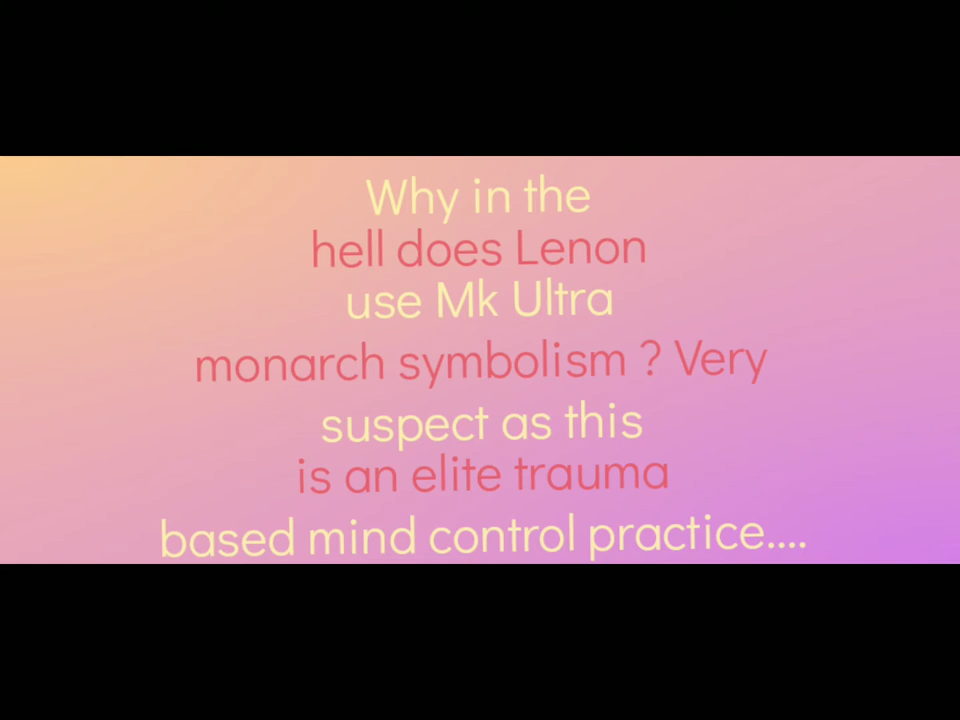 Why in the
hell does Lenon
use Mk Ultra
monarch symbolism ? Very
suspect as this
is an elite trauma
based mind control practice....